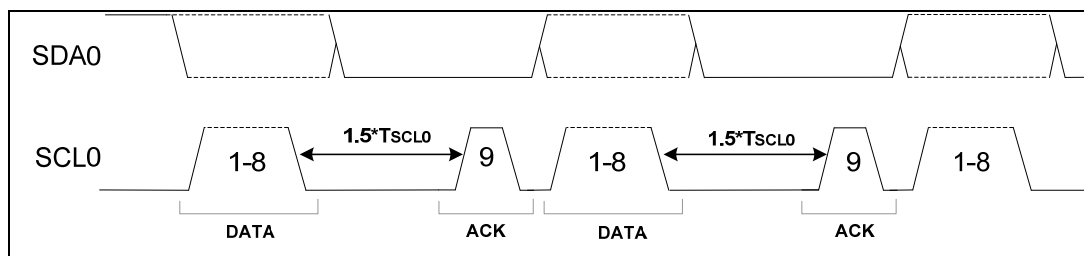 SDA0
1.5*TSCL0 1.5*TSCL0
SCL0 1-8 9 1-8 9 1-8
DATA ACK DATA ACK